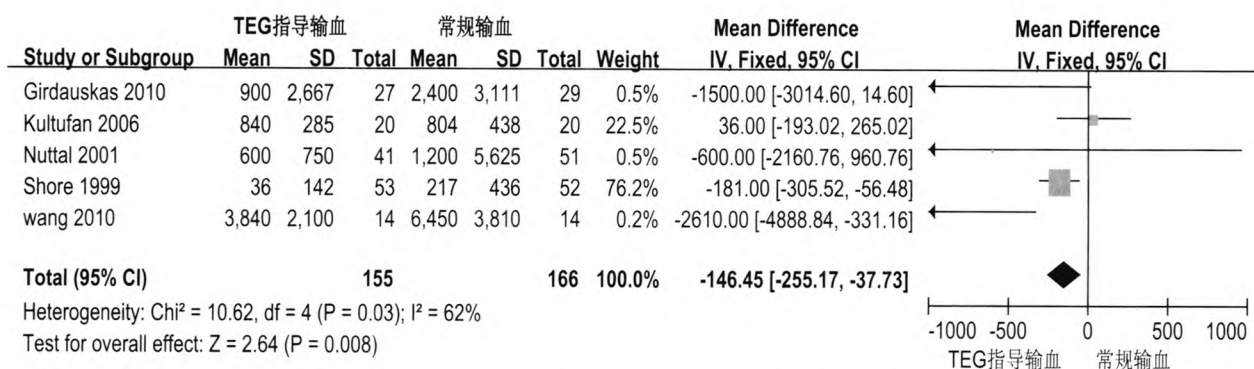 TEG指导输血 常规输血 Mean Difference Mean Difference
Study or Subgroup Mean SD Total Mean SD Total Weight IV, Fixed, 95% CI IV, Fixed, 95% CI
Girdauskas 2010 900 2,667 27 2,400 3,111 29 0.5% -1500.00 [-3014.60, 14.60]
Kultufan 2006 840 285 20 804 438 20 22.5% 36.00 [-193.02, 265.02]
Nuttal 2001 600 750 41 1,200 5,625 51 0.5% -600.00 [-2160.76, 960.76]
Shore 1999 36 142 53 217 436 52 76.2% -181.00 [-305.52, -56.48]
wang 2010 3,840 2,100 14 6,450 3,810 14 0.2% -2610.00 [-4888.84, -331.16]
Total (95% CI) 155 166 100.0% -146.45 [-255.17, -37.73]
Heterogeneity: Chi² = 10.62, df = 4 (P = 0.03); I² = 62%
Test for overall effect: Z = 2.64 (P = 0.008)
-1000 -500 0 500 1000
TEG指导输血 常规输血